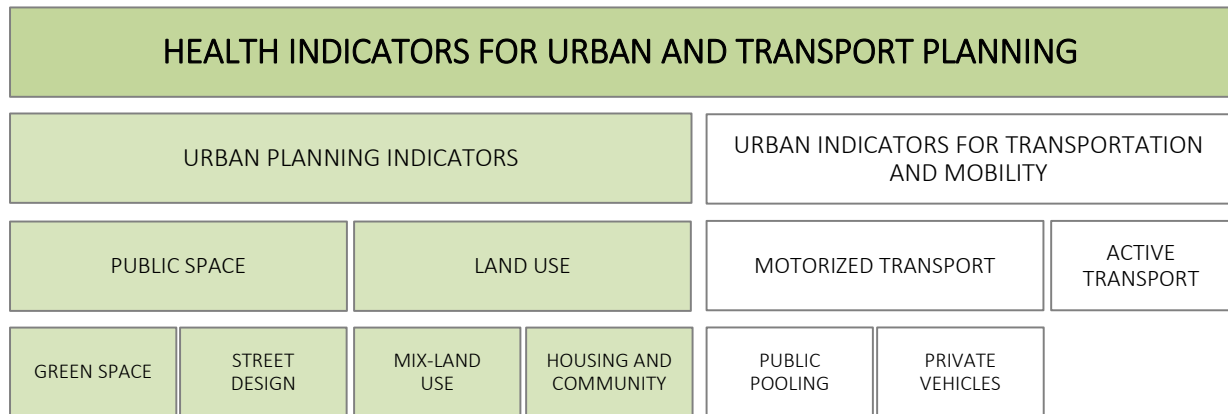 HEALTH INDICATORS FOR URBAN AND TRANSPORT PLANNING
URBAN PLANNING INDICATORS
URBAN INDICATORS FOR TRANSPORTATION
AND MOBILITY
PUBLIC SPACE
LAND USE
MOTORIZED TRANSPORT
ACTIVE
TRANSPORT
GREEN SPACE
STREET
DESIGN
MIX-LAND
USE
HOUSING AND
COMMUNITY
PUBLIC
POOLING
PRIVATE
VEHICLES